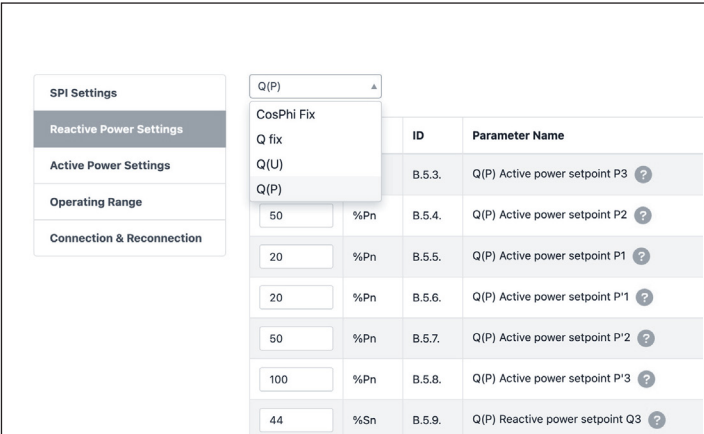 SPI Settings
Reactive Power Settings
Active Power Settings
Operating Range
Connection & Reconnection
Q(P)
CosPhi Fix
Q fix
Q(U)
Q(P)
ID Parameter Name
B.5.3. Q(P) Active power setpoint P3 ?
50 %Pn B.5.4. Q(P) Active power setpoint P2 ?
20 %Pn B.5.5. Q(P) Active power setpoint P1 ?
20 %Pn B.5.6. Q(P) Active power setpoint P'1 ?
50 %Pn B.5.7. Q(P) Active power setpoint P'2 ?
100 %Pn B.5.8. Q(P) Active power setpoint P'3 ?
44 %Sn B.5.9. Q(P) Reactive power setpoint Q3 ?